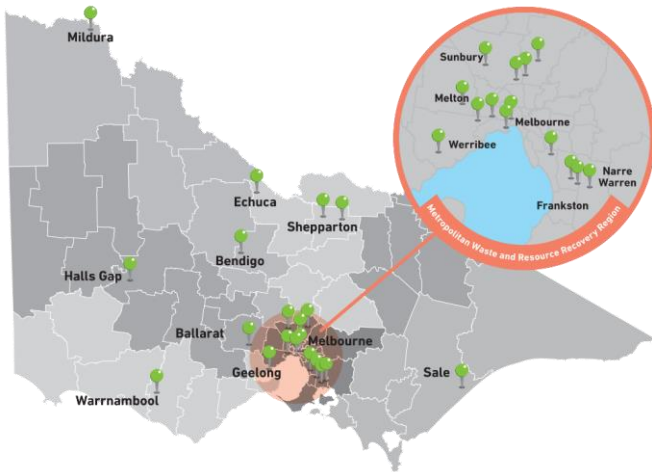 Mildura
Sunbury
Melton
Melbourne
Werribee
Narre
Warren
Frankston
Metropolitan Waste and Resource Recovery Region
Echuca
Shepparton
Bendigo
Halls Gap
Ballarat
Melbourne
Geelong
Sale
Warrnambool